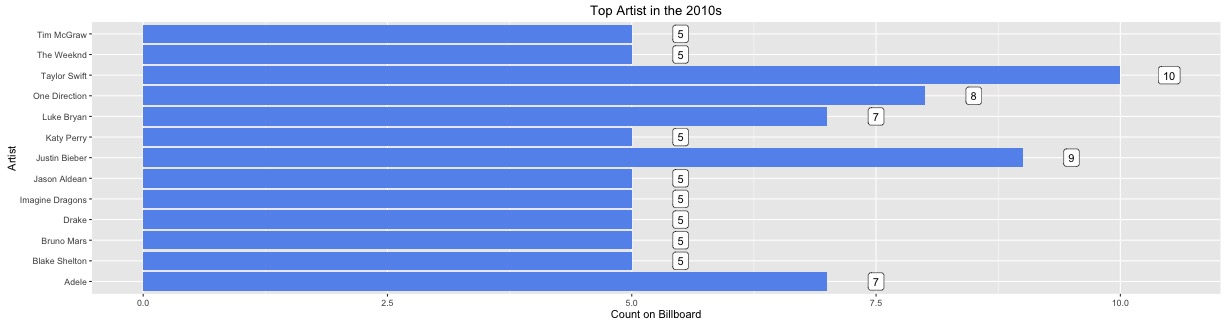 Top Artist in the 2010s
Artist
Tim McGraw 5
The Weeknd 5
Taylor Swift 10
One Direction 8
Luke Bryan 7
Katy Perry 5
Justin Bieber 9
Jason Aldean 5
Imagine Dragons 5
Drake 5
Bruno Mars 5
Blake Shelton 5
Adele 7
0.0 2.5 5.0 7.5 10.0
Count on Billboard